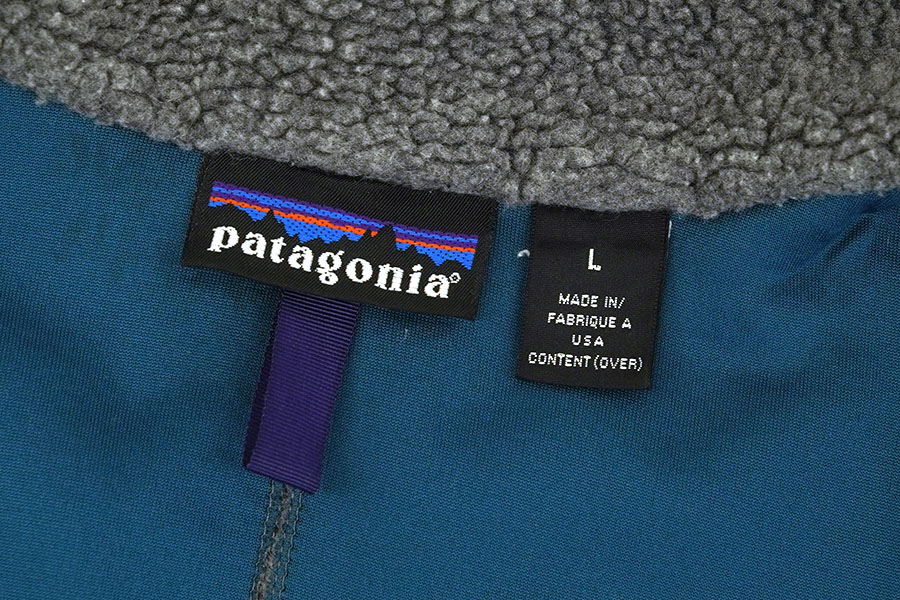 patagonia®
L
MADE IN/
FABRIQUE A
USA
CONTENT (OVER)